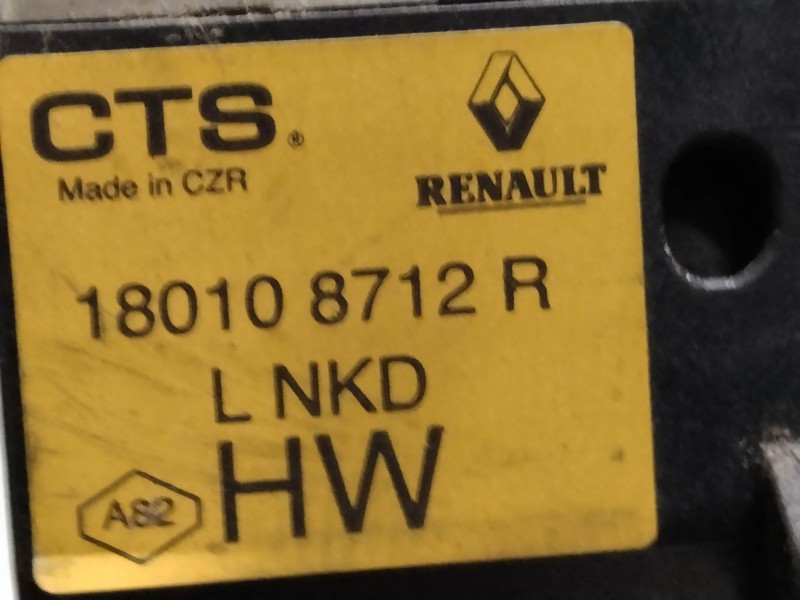 CTS®
Made in CZR
RENAULT
18010 8712 R
L NKD
HW
A82